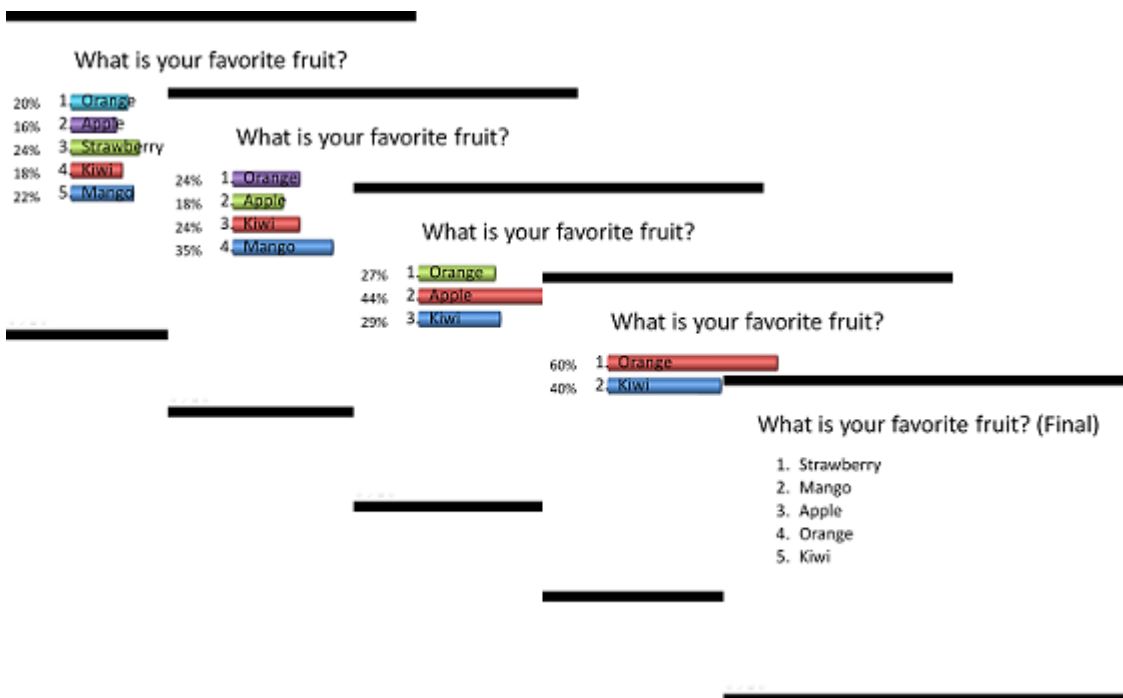 What is your favorite fruit?
20% 1. Orange
16% 2. Apple
24% 3. Strawberry
18% 4. Kiwi
22% 5. Mango
What is your favorite fruit?
24% 1. Orange
18% 2. Apple
24% 3. Kiwi
35% 4. Mango
What is your favorite fruit?
27% 1. Orange
44% 2. Apple
29% 3. Kiwi
What is your favorite fruit?
60% 1. Orange
40% 2. Kiwi
What is your favorite fruit? (Final)
1. Strawberry
2. Mango
3. Apple
4. Orange
5. Kiwi